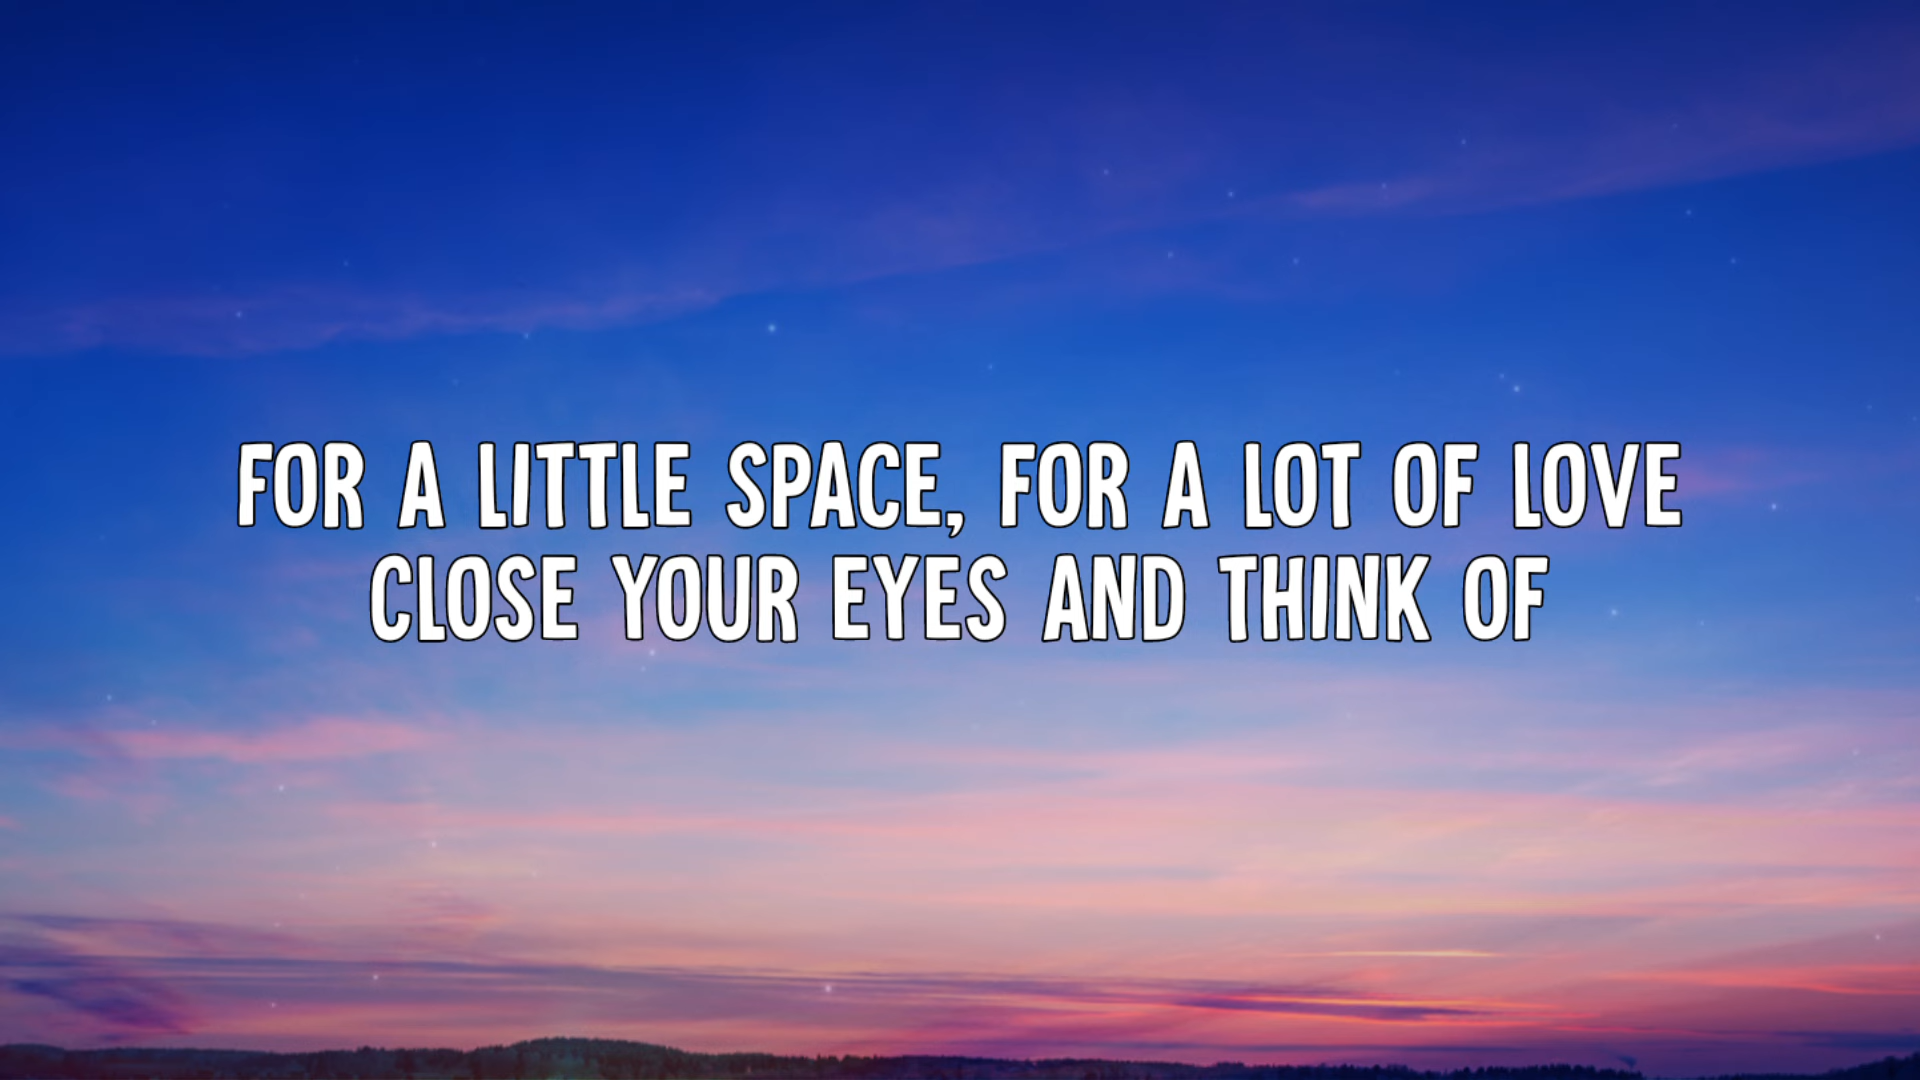 FOR A LITTLE SPACE, FOR A LOT OF LOVE
CLOSE YOUR EYES AND THINK OF